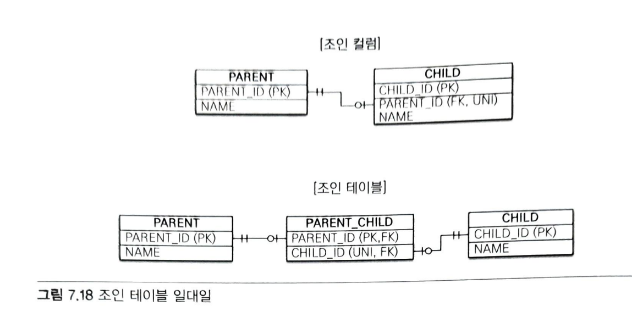 [조인 컬럼]
PARENT
PARENT_ID (PK)
NAME
CHILD
CHILD_ID (PK)
PARENT_ID (FK, UNI)
NAME
[조인 테이블]
PARENT
PARENT_ID (PK)
NAME
PARENT_CHILD
PARENT_ID (PK,FK)
CHILD_ID (UNI, FK)
CHILD
CHILD_ID (PK)
NAME
그림 7.18 조인 테이블 일대일